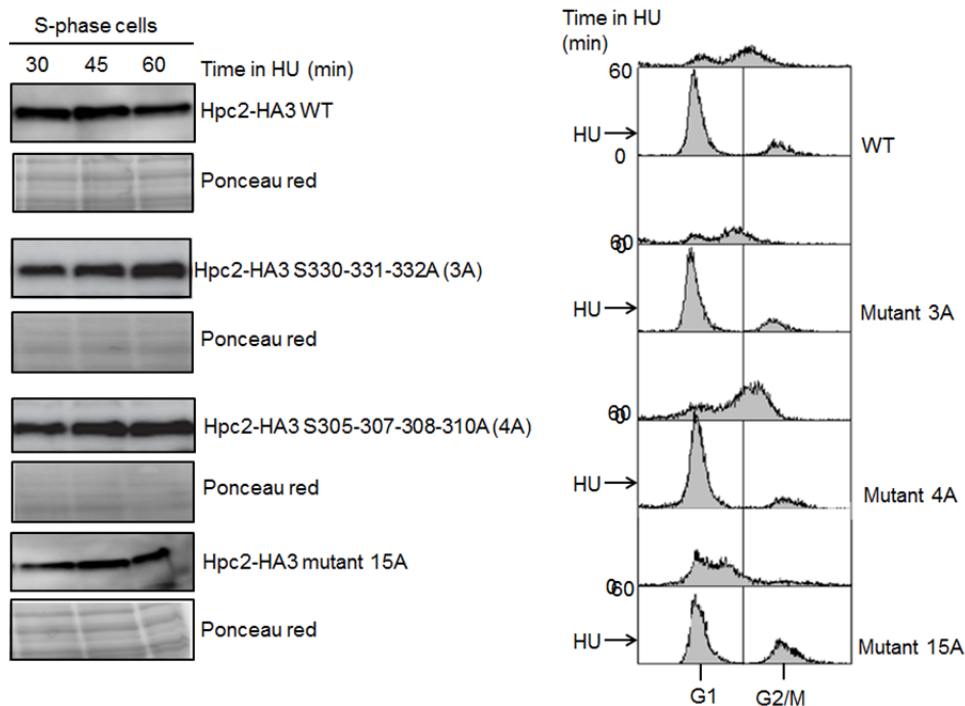 S-phase cells
30 45 60 Time in HU (min)
Hpc2-HA3 WT
Ponceau red
Hpc2-HA3 S330-331-332A (3A)
Ponceau red
Hpc2-HA3 S305-307-308-310A (4A)
Ponceau red
Hpc2-HA3 mutant 15A
Ponceau red
Time in HU
(min)
60
HU
0
WT
60
0
HU
Mutant 3A
60
0
HU
Mutant 4A
0
60
HU
Mutant 15A
G1 G2/M